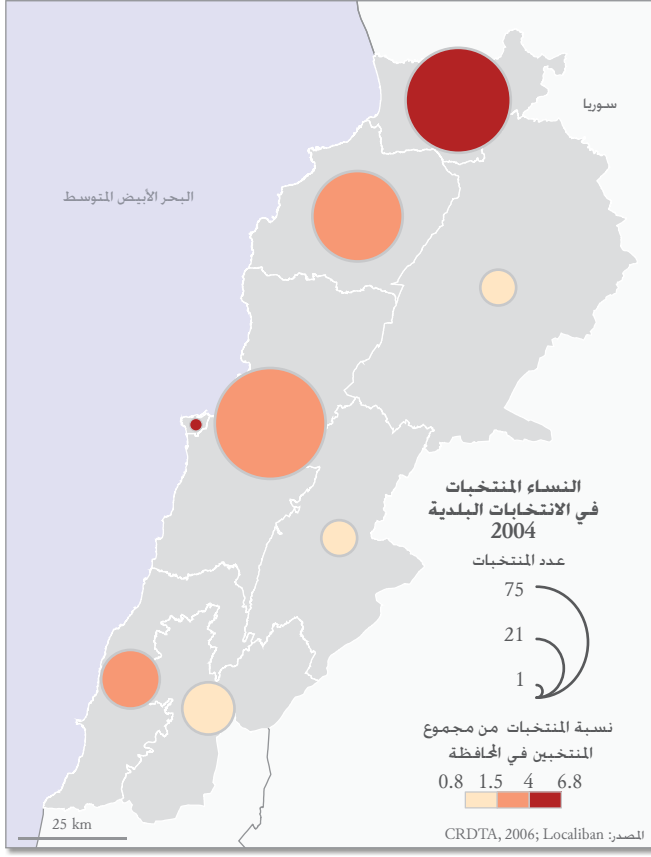 سوريا
البحر الأبيض المتوسط
النساء المنتخبات
في الانتخابات البلدية
2004
عدد المنتخبات
75
21
1
نسبة المنتخبات من مجموع
المنتخبين في المحافظة
0.8 1.5 4 6.8
25 km
المصدر: CRDTA, 2006; Localiban